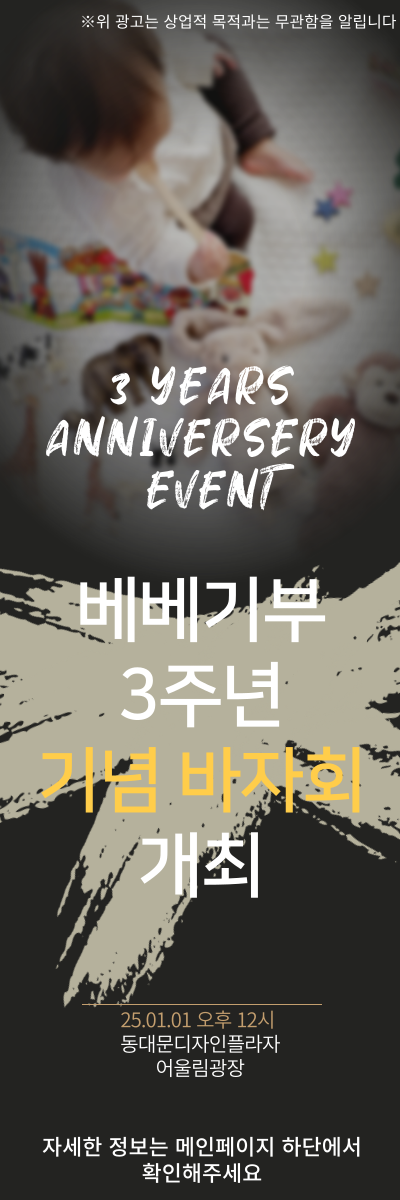 ※위 광고는 상업적 목적과는 무관함을 알립니다
3 YEARS
ANNIVERSERY
EVENT
베베기부
3주년
기념 바자회
개최
25.01.01 오후 12시
동대문디자인플라자
어울림광장
자세한 정보는 메인페이지 하단에서
확인해주세요